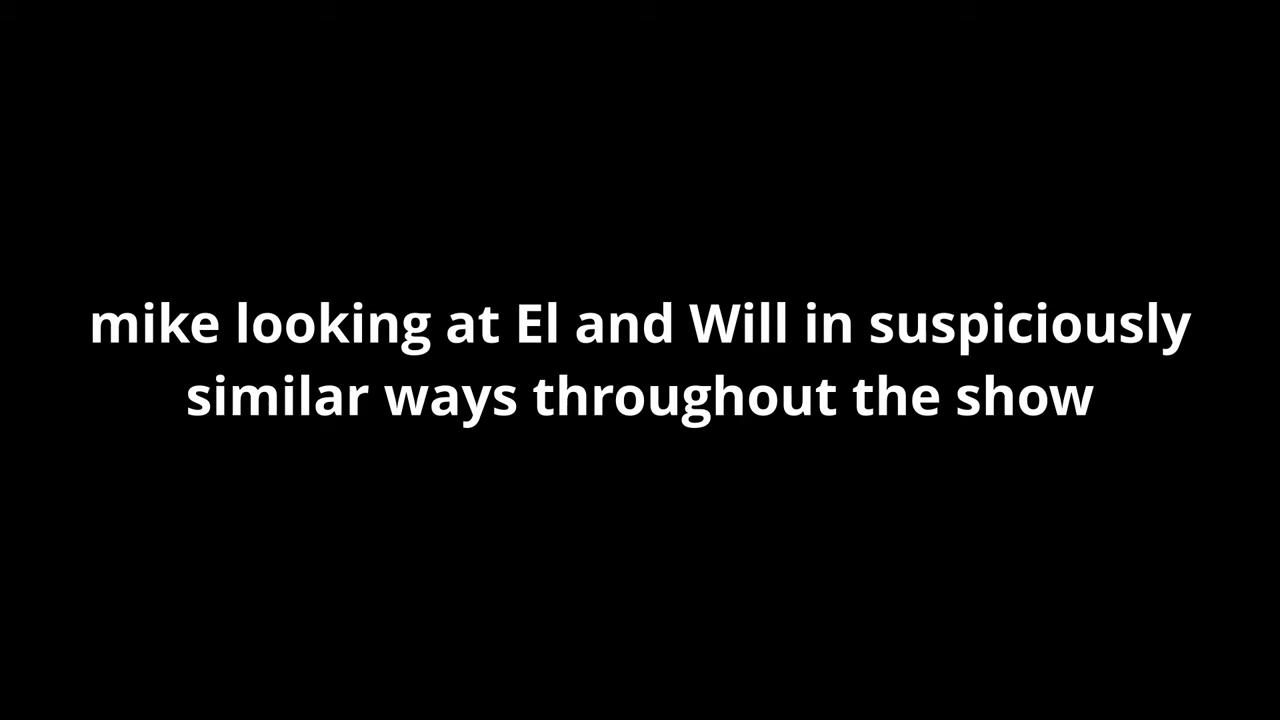 mike looking at El and Will in suspiciously
similar ways throughout the show